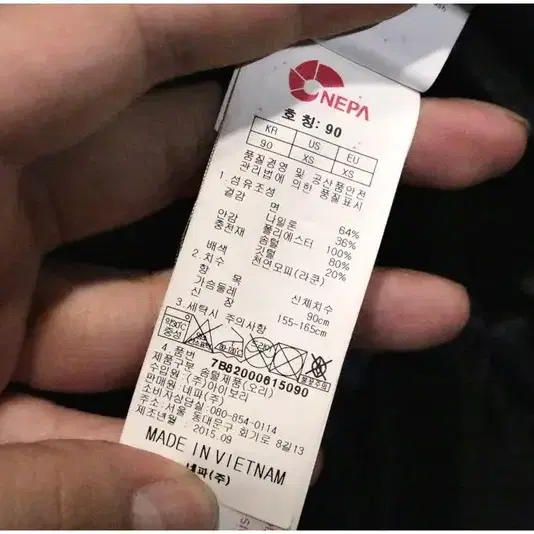 NEPA
호 칭: 90
KR US EU
90 XS XS
품질경영 및 공산품안전
관리법에 의한 품질표시
1. 섬유조성
겉감 면 64%
나일론 36%
안감 폴리에스터 100%
충전재 솜털 80%
깃털 20%
배색 천연모피(라쿤)
2. 치수
항 목 신체치수
가슴둘레 90cm
신 장 155-165cm
3. 세탁시 주의사항
약30℃
중성
4. 품번 7B82000615090
제품구분 솜털제품(오리)
수입원 (주)아이보리
판매원 네파(주)
소비자상담실:080-854-0114
주소:서울 동대문구 회기로 8길13
제조년월 2015.09
MADE IN VIETNAM
네파(주)